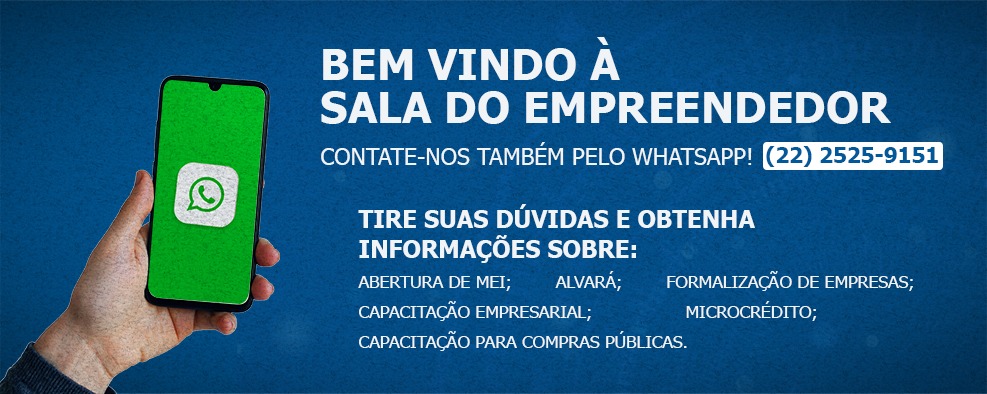 BEM VINDO À
SALA DO EMPREENDEDOR
CONTATE-NOS TAMBÉM PELO WHATSAPP! (22) 2525-9151
TIRE SUAS DÚVIDAS E OBTENHA
INFORMAÇÕES SOBRE:
ABERTURA DE MEI; ALVARÁ; FORMALIZAÇÃO DE EMPRESAS;
CAPACITAÇÃO EMPRESARIAL; MICROCRÉDITO;
CAPACITAÇÃO PARA COMPRAS PÚBLICAS.